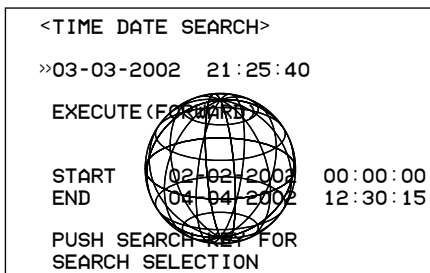 <TIME DATE SEARCH>
»03-03-2002 21:25:40
EXECUTE(FORWARD)
START 02-02-2002 00:00:00
END 04-04-2002 12:30:15
PUSH SEARCH KEY FOR
SEARCH SELECTION